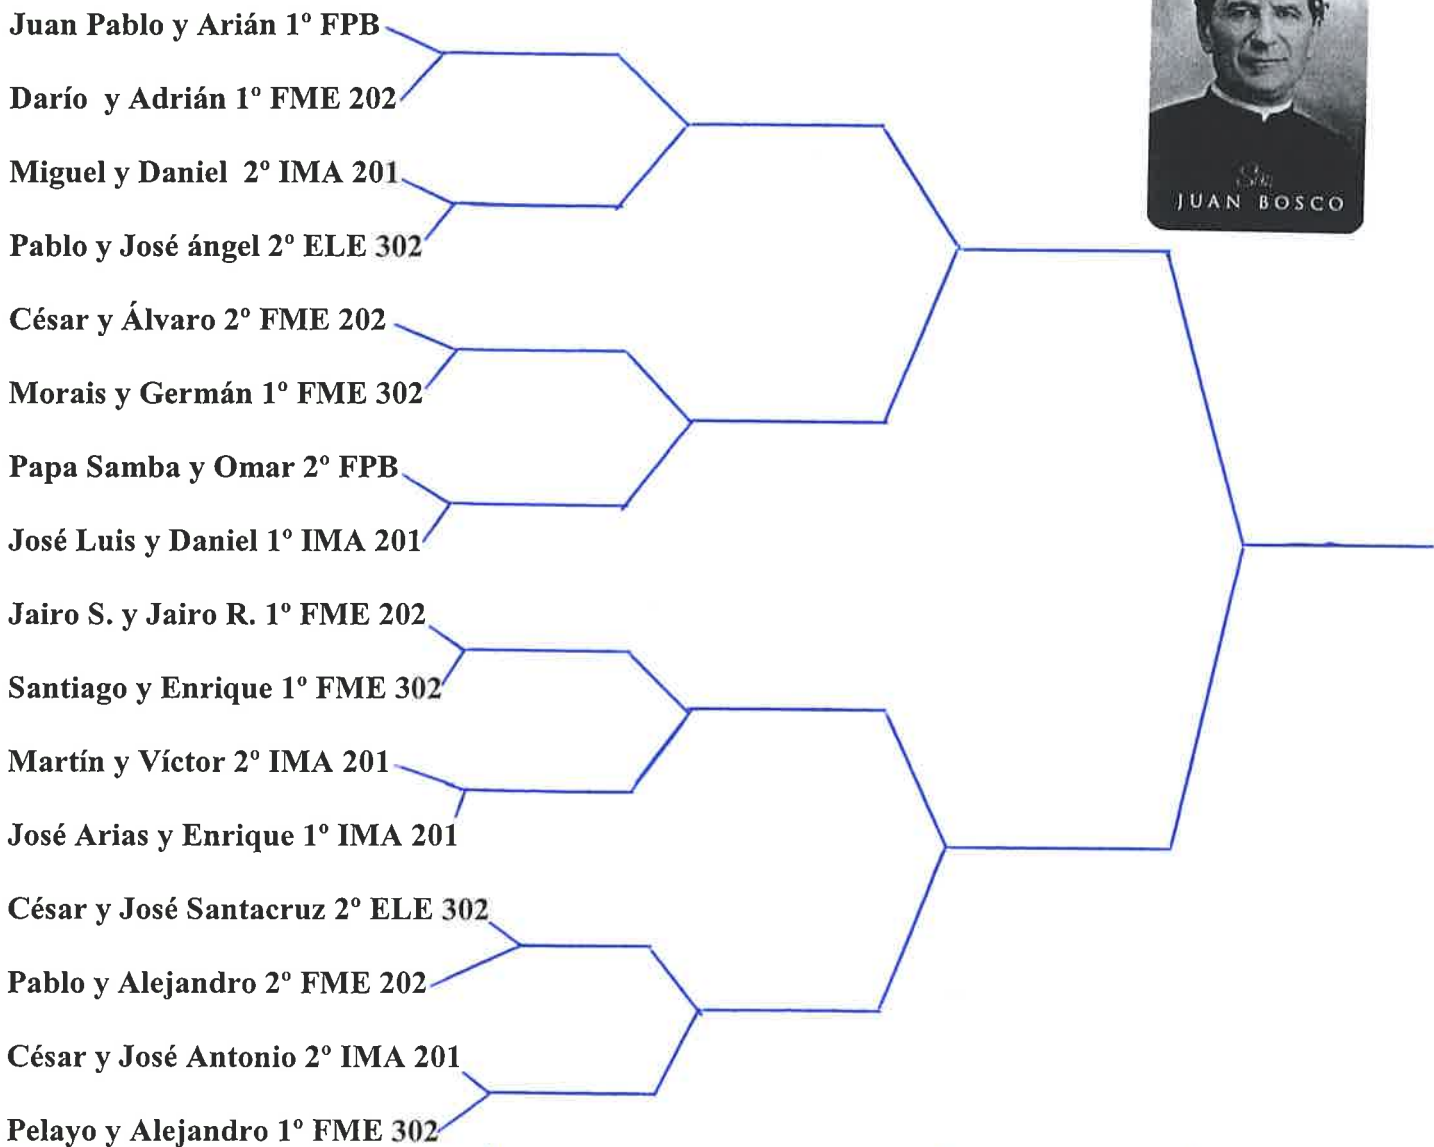 Juan Pablo y Arián 1º FPB
Darío y Adrián 1º FME 202
Miguel y Daniel 2º IMA 201
Pablo y José ángel 2º ELE 302
César y Álvaro 2º FME 202
Morais y Germán 1º FME 302
Papa Samba y Omar 2º FPB
José Luis y Daniel 1º IMA 201
Jairo S. y Jairo R. 1º FME 202
Santiago y Enrique 1º FME 302
Martín y Víctor 2º IMA 201
José Arias y Enrique 1º IMA 201
César y José Santacruz 2º ELE 302
Pablo y Alejandro 2º FME 202
César y José Antonio 2º IMA 201
Pelayo y Alejandro 1º FME 302
JUAN BOSCO